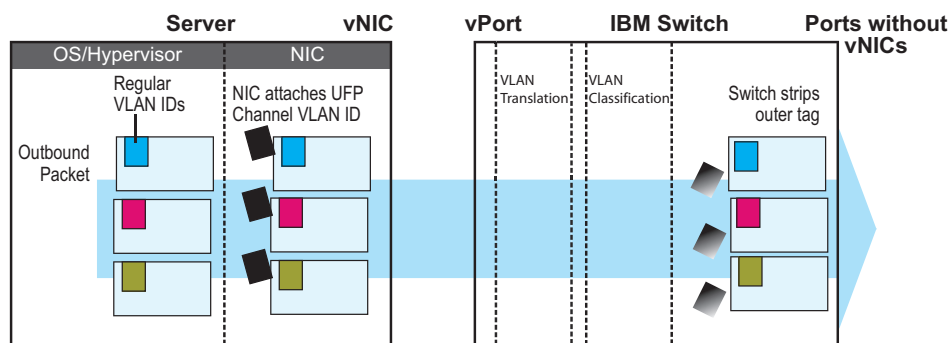 Server
vNIC
vPort
IBM Switch
Ports without
vNICs
OS/Hypervisor
NIC
Regular
VLAN IDs
NIC attaches UFP
Channel VLAN ID
VLAN
Translation
VLAN
Classification
Switch strips
outer tag
Outbound
Packet